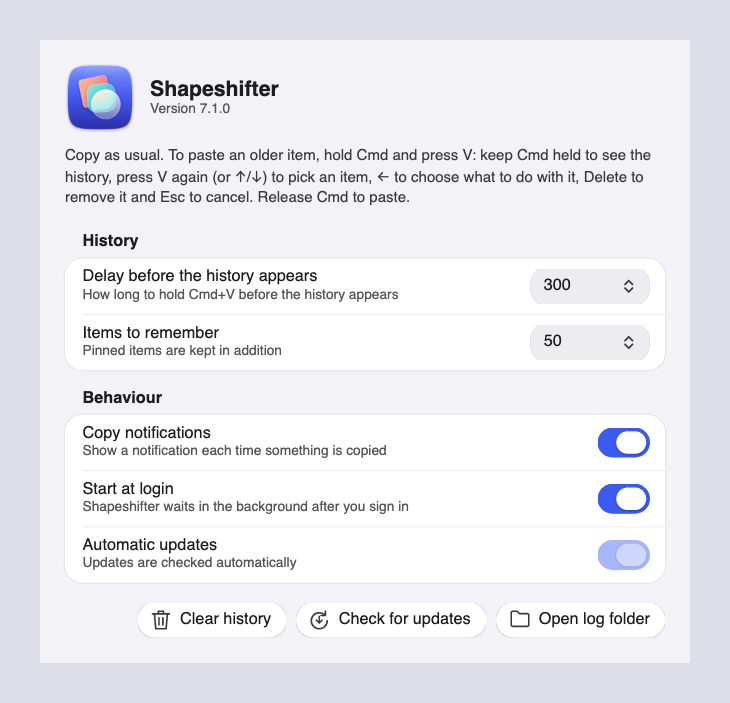 Shapeshifter
Version 7.1.0
Copy as usual. To paste an older item, hold Cmd and press V: keep Cmd held to see the
history, press V again (or ↑/↓) to pick an item, ← to choose what to do with it, Delete to
remove it and Esc to cancel. Release Cmd to paste.
History
Delay before the history appears
How long to hold Cmd+V before the history appears
300
Items to remember
Pinned items are kept in addition
50
Behaviour
Copy notifications
Show a notification each time something is copied
Start at login
Shapeshifter waits in the background after you sign in
Automatic updates
Updates are checked automatically
Clear history
Check for updates
Open log folder